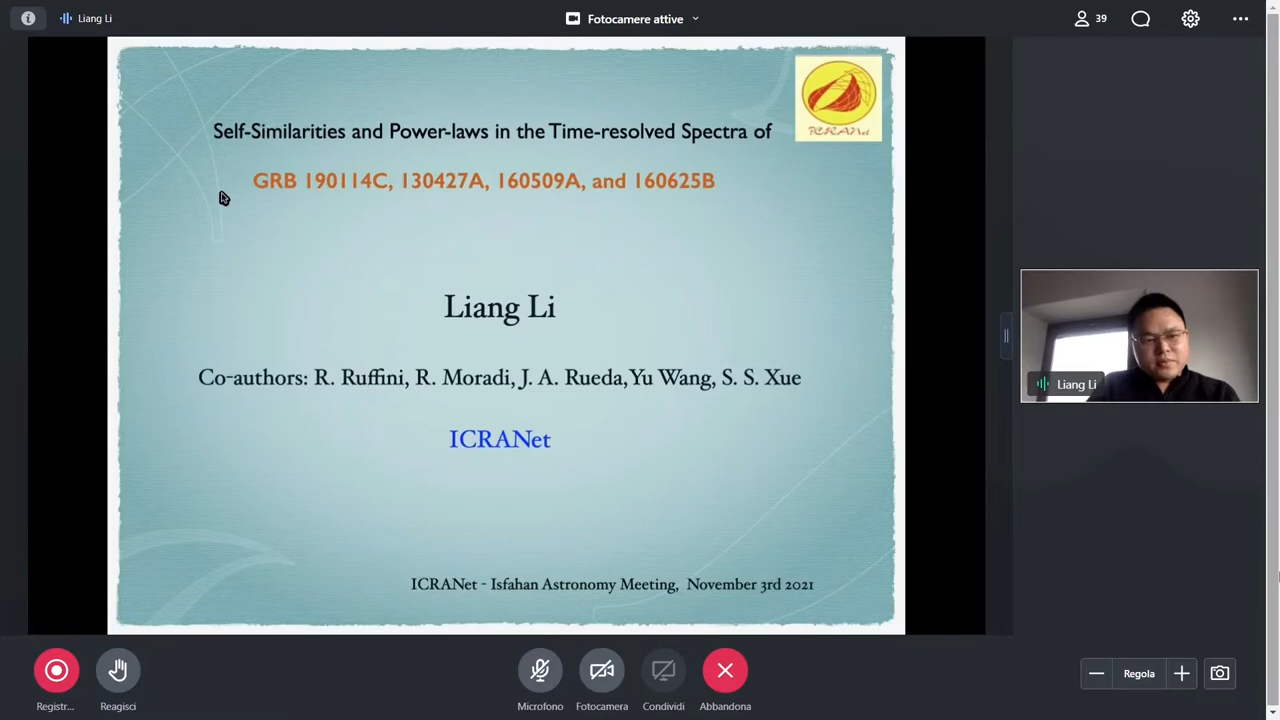 Liang Li
Fotocamere attive
39
ICRANet
Self-Similarities and Power-laws in the Time-resolved Spectra of
GRB 190114C, 130427A, 160509A, and 160625B
Liang Li
Co-authors: R. Ruffini, R. Moradi, J. A. Rueda,Yu Wang, S. S. Xue
ICRANet
ICRANet - Isfahan Astronomy Meeting, November 3rd 2021
Liang Li
Registr...
Reagisci
Microfono
Fotocamera
Condividi
Abbandona
Regola